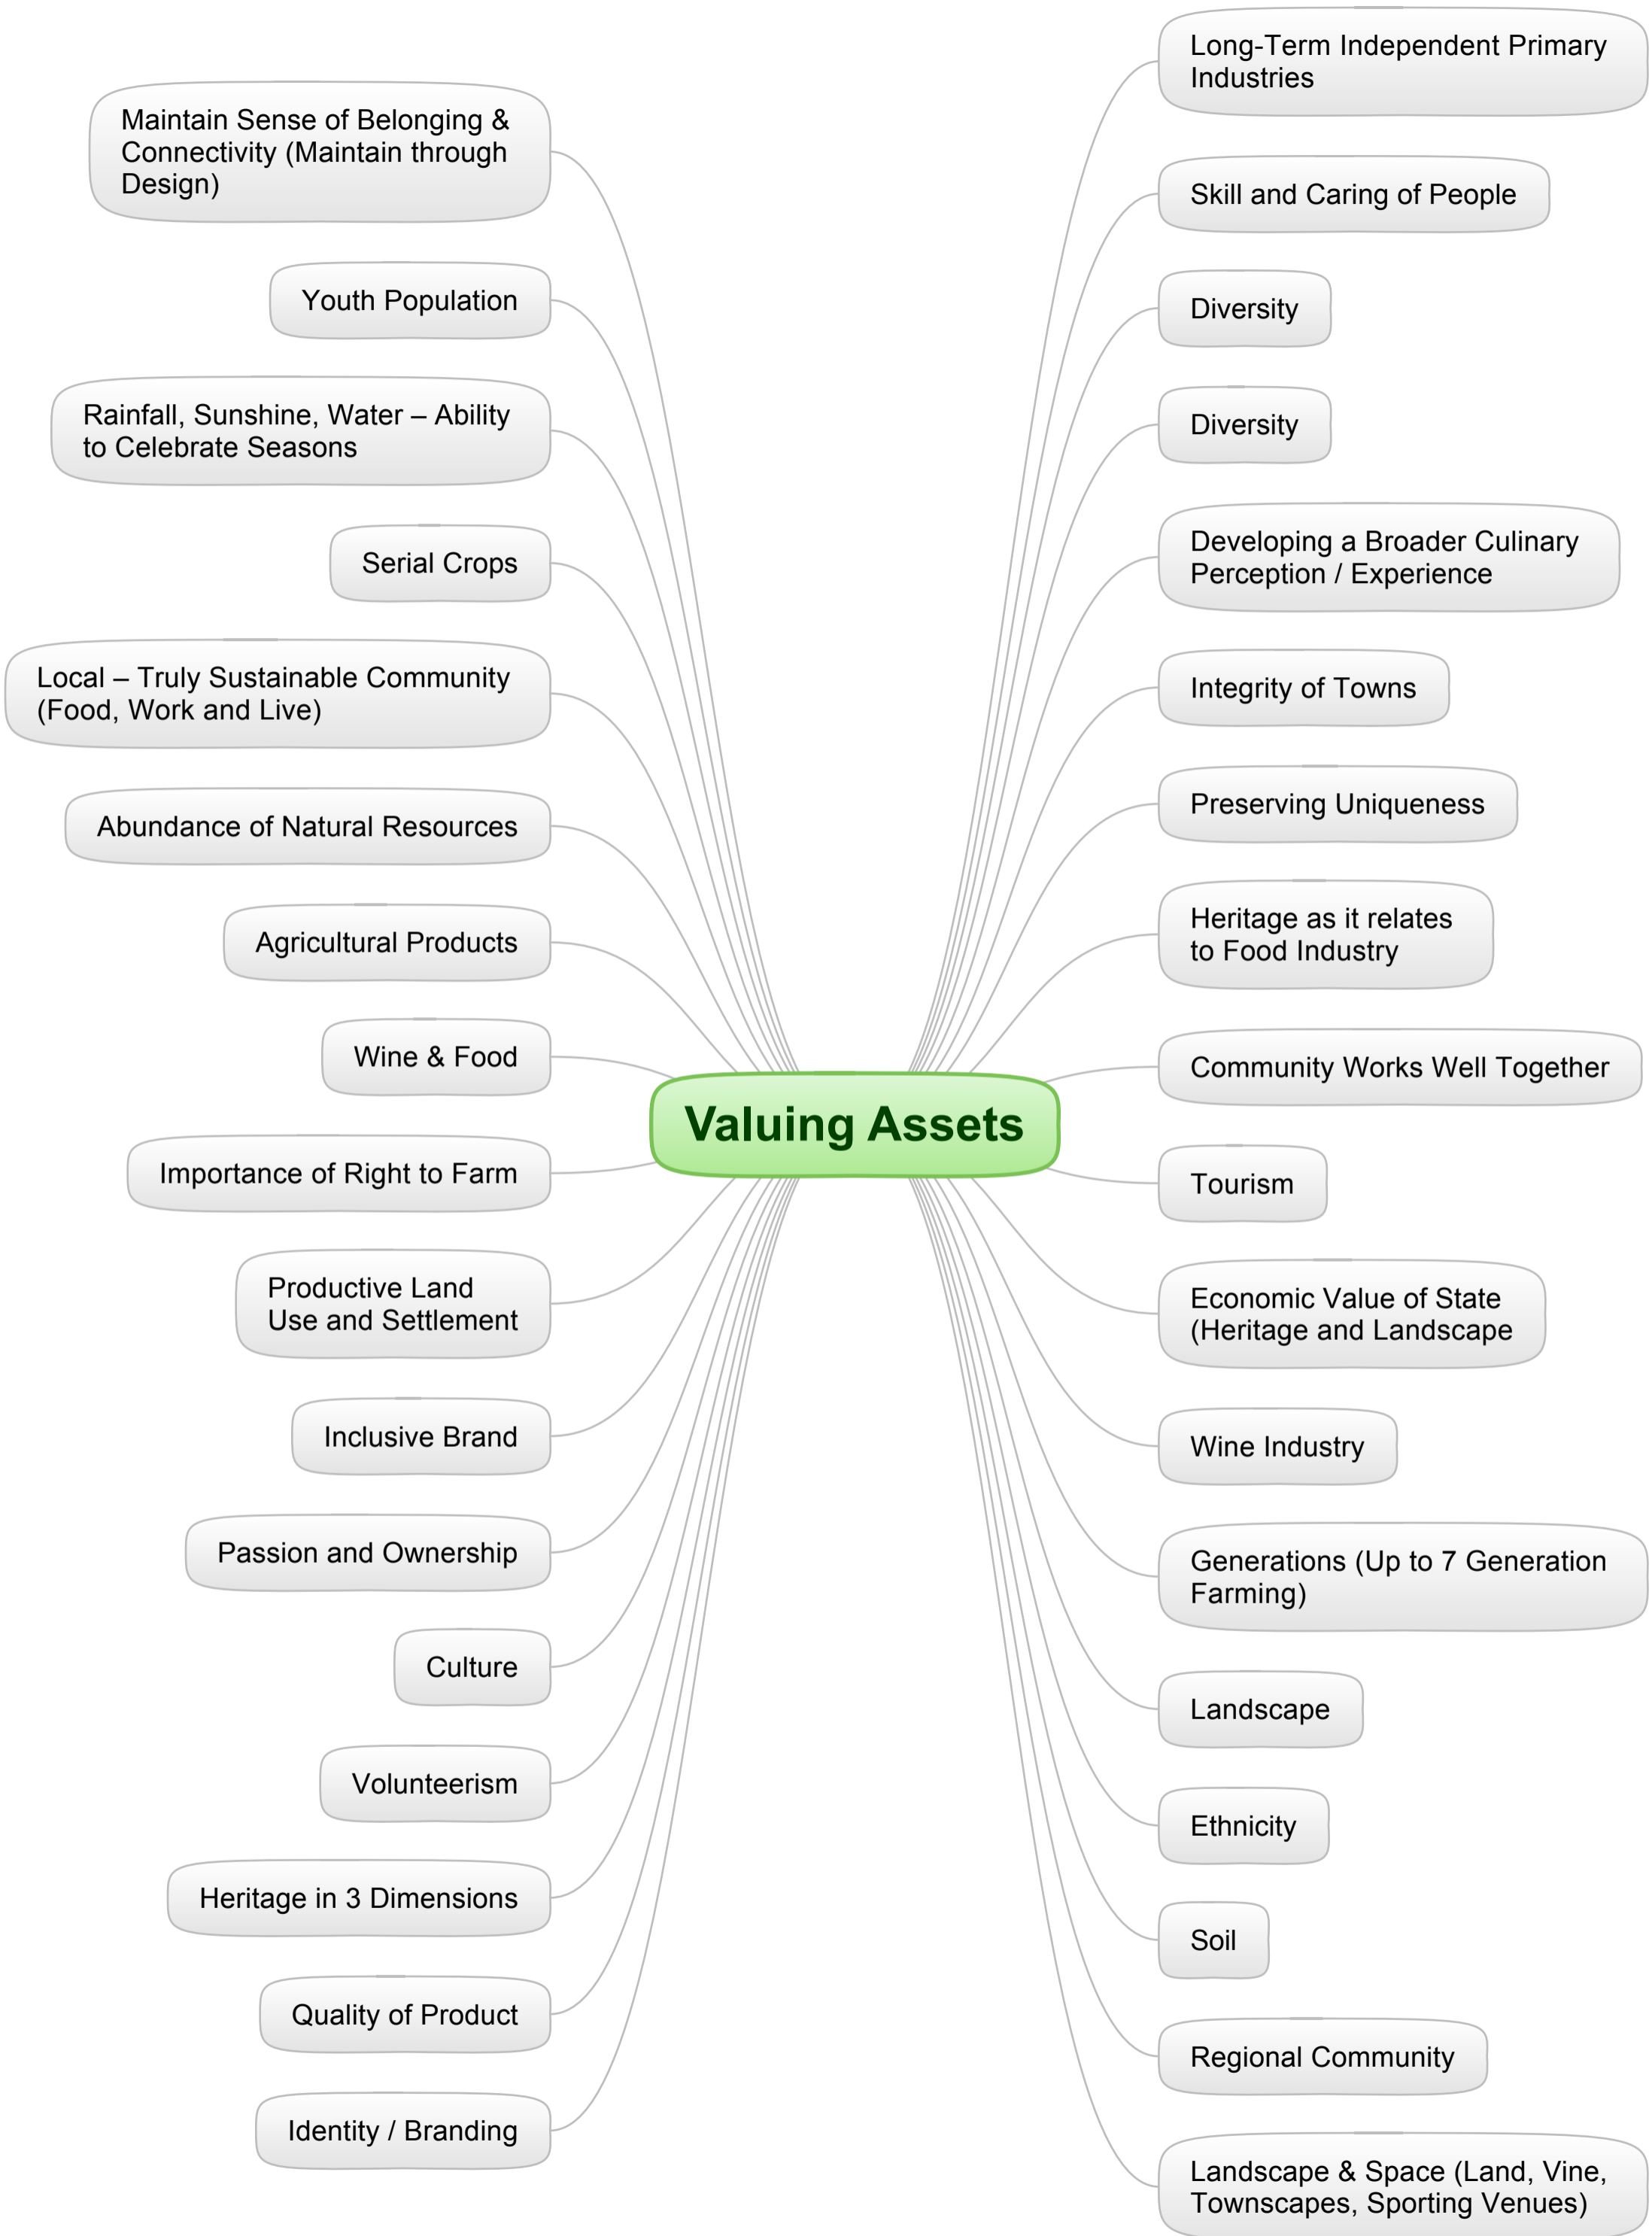 Maintain Sense of Belonging &
Connectivity (Maintain through
Design)
Youth Population
Rainfall, Sunshine, Water – Ability
to Celebrate Seasons
Serial Crops
Local – Truly Sustainable Community
(Food, Work and Live)
Abundance of Natural Resources
Agricultural Products
Wine & Food
Importance of Right to Farm
Productive Land
Use and Settlement
Inclusive Brand
Passion and Ownership
Culture
Volunteerism
Heritage in 3 Dimensions
Quality of Product
Identity / Branding
Valuing Assets
Long-Term Independent Primary
Industries
Skill and Caring of People
Diversity
Diversity
Developing a Broader Culinary
Perception / Experience
Integrity of Towns
Preserving Uniqueness
Heritage as it relates
to Food Industry
Community Works Well Together
Tourism
Economic Value of State
(Heritage and Landscape
Wine Industry
Generations (Up to 7 Generation
Farming)
Landscape
Ethnicity
Soil
Regional Community
Landscape & Space (Land, Vine,
Townscapes, Sporting Venues)